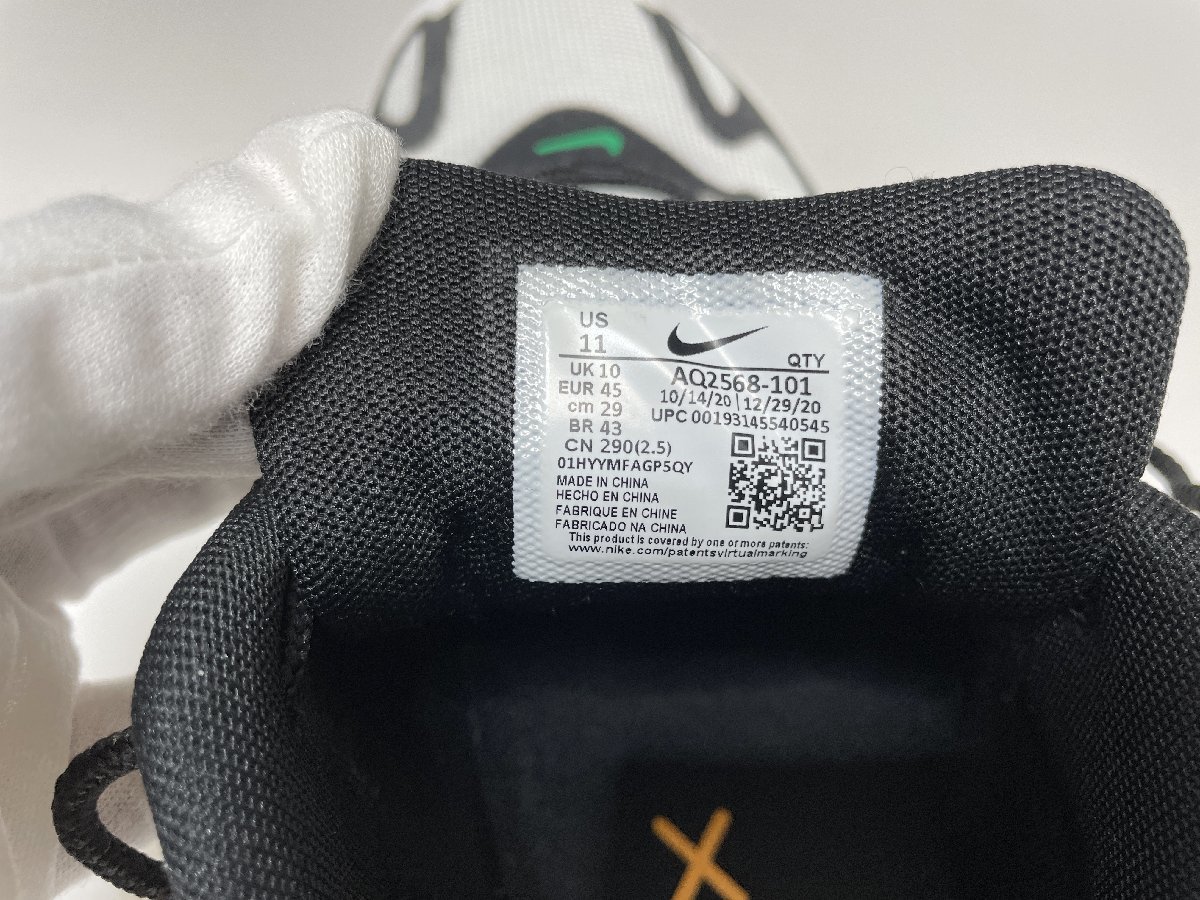 US
11
QTY
UK 10
AQ2568-101
EUR 45
10/14/20 | 12/29/20
cm 29
UPC 00193145540545
BR 43
CN 290(2.5)
01HYYMFAGP5QY
MADE IN CHINA
HECHO EN CHINA
FABRIQUE EN CHINE
FABRICADO NA CHINA
This product is covered by one or more patents:
www.nike.com/patentsvirtualmarking
X